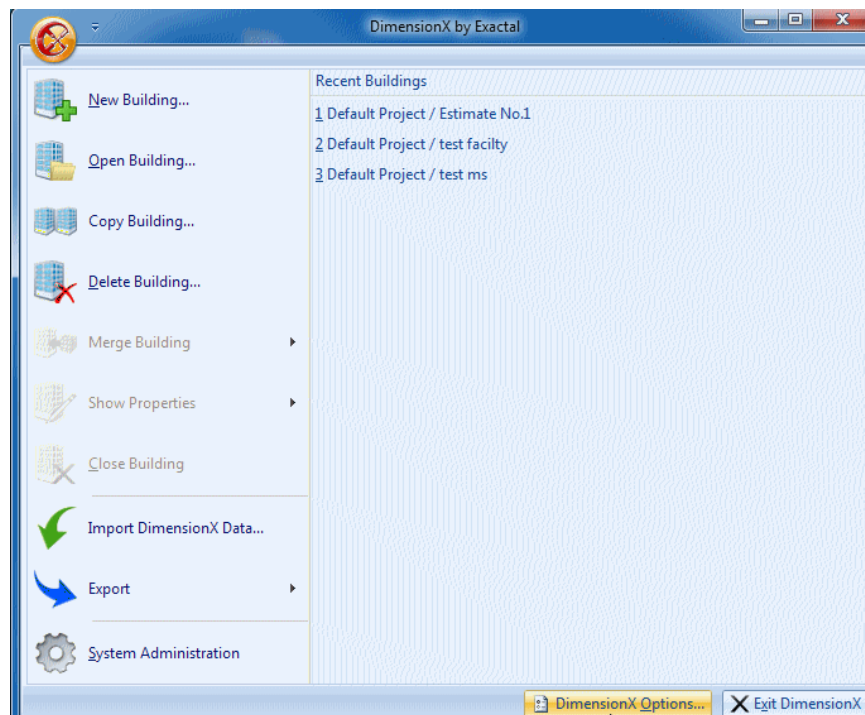 DimensionX by Exactal
New Building...
Open Building...
Copy Building...
Delete Building...
Merge Building
Show Properties
Close Building
Import DimensionX Data...
Export
System Administration
Recent Buildings
1 Default Project / Estimate No.1
2 Default Project / test facilty
3 Default Project / test ms
DimensionX Options...
Exit DimensionX